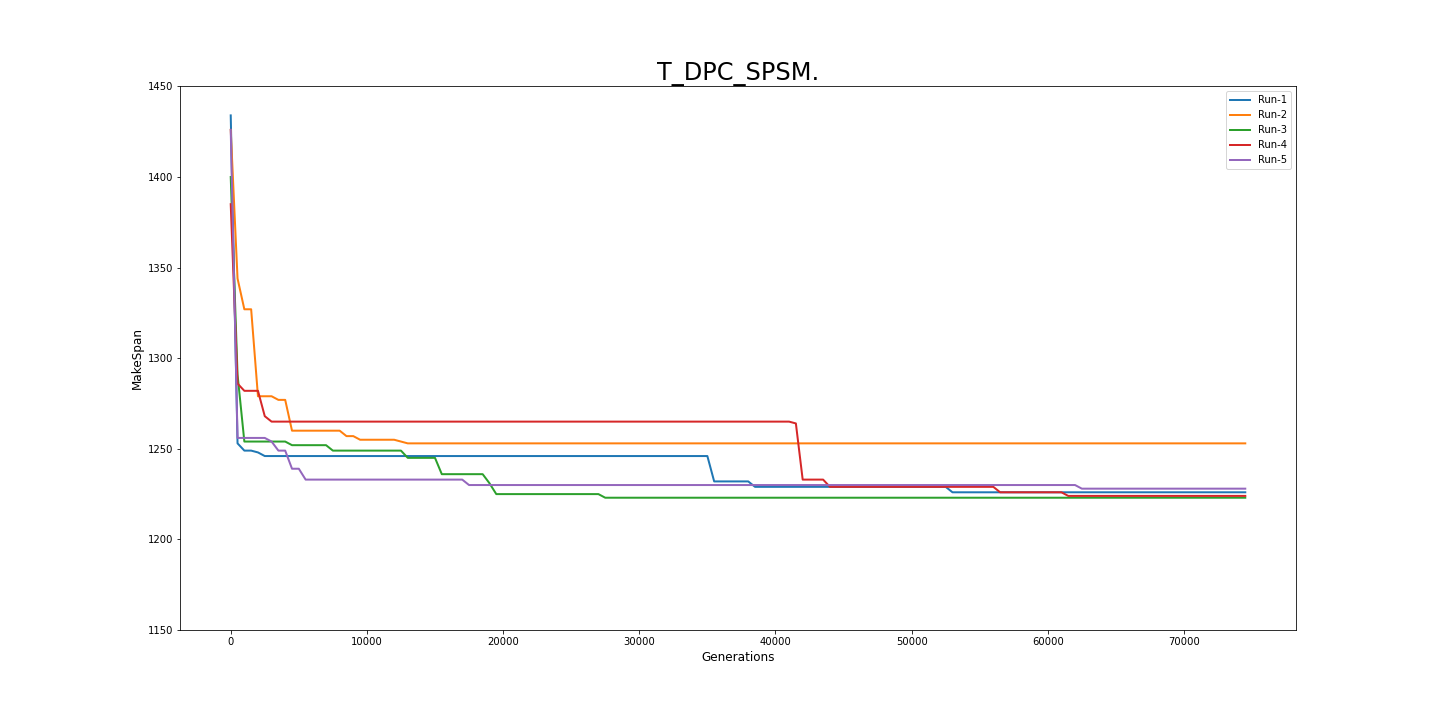 T_DPC_SPSM.
1450
1400
1350
1300
1250
1200
1150
MakeSpan
0 10000 20000 30000 40000 50000 60000 70000
Generations
Run-1
Run-2
Run-3
Run-4
Run-5